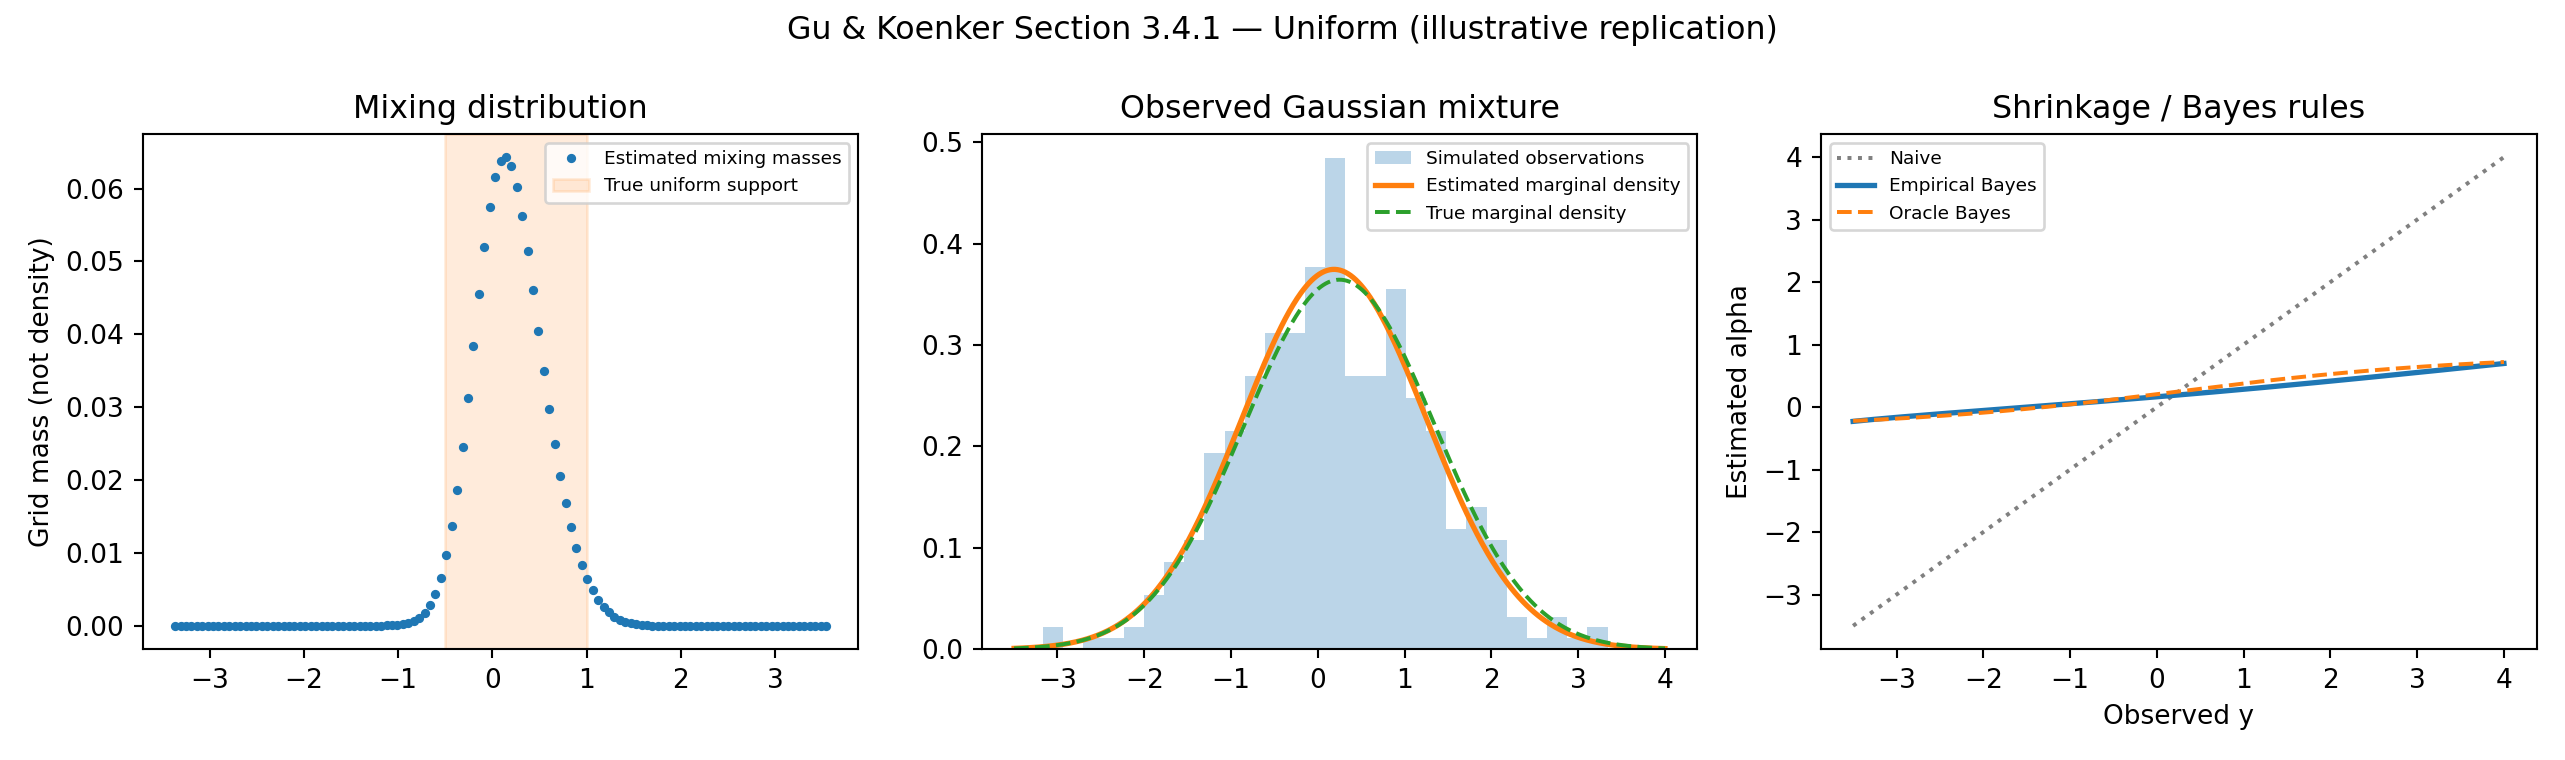 Gu & Koenker Section 3.4.1 — Uniform (illustrative replication)
Mixing distribution
Grid mass (not density)
0.06
0.05
0.04
0.03
0.02
0.01
0.00
−3 −2 −1 0 1 2 3
Estimated mixing masses
True uniform support
Observed Gaussian mixture
0.5
0.4
0.3
0.2
0.1
0.0
−3 −2 −1 0 1 2 3 4
Simulated observations
Estimated marginal density
True marginal density
Shrinkage / Bayes rules
Estimated alpha
4
3
2
1
0
−1
−2
−3
−3 −2 −1 0 1 2 3 4
Observed y
Naive
Empirical Bayes
Oracle Bayes